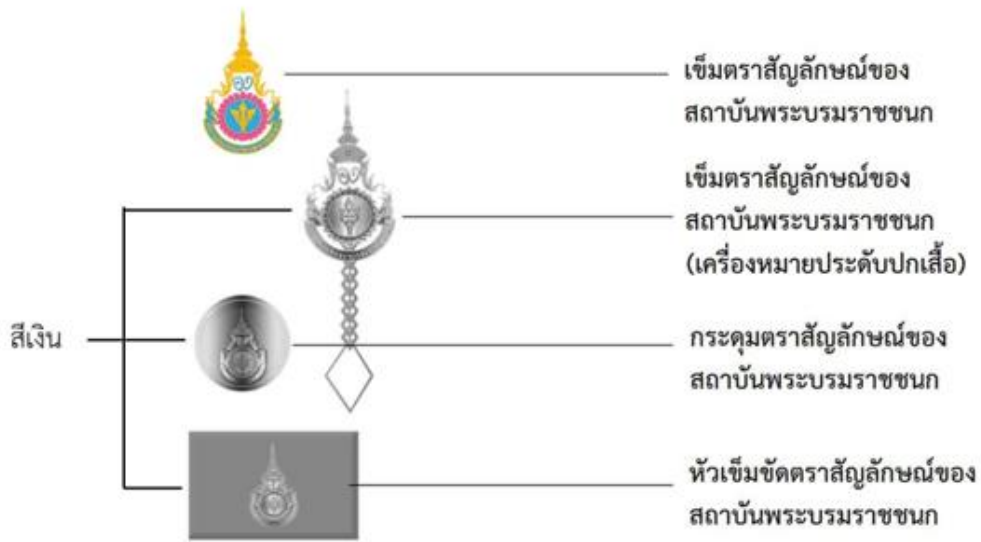 เข็มตราสัญลักษณ์ของ
สถาบันพระบรมราชชนก
เข็มตราสัญลักษณ์ของ
สถาบันพระบรมราชชนก
(เครื่องหมายประดับปกเสื้อ)
สีเงิน
กระดุมตราสัญลักษณ์ของ
สถาบันพระบรมราชชนก
หัวเข็มขัดตราสัญลักษณ์ของ
สถาบันพระบรมราชชนก